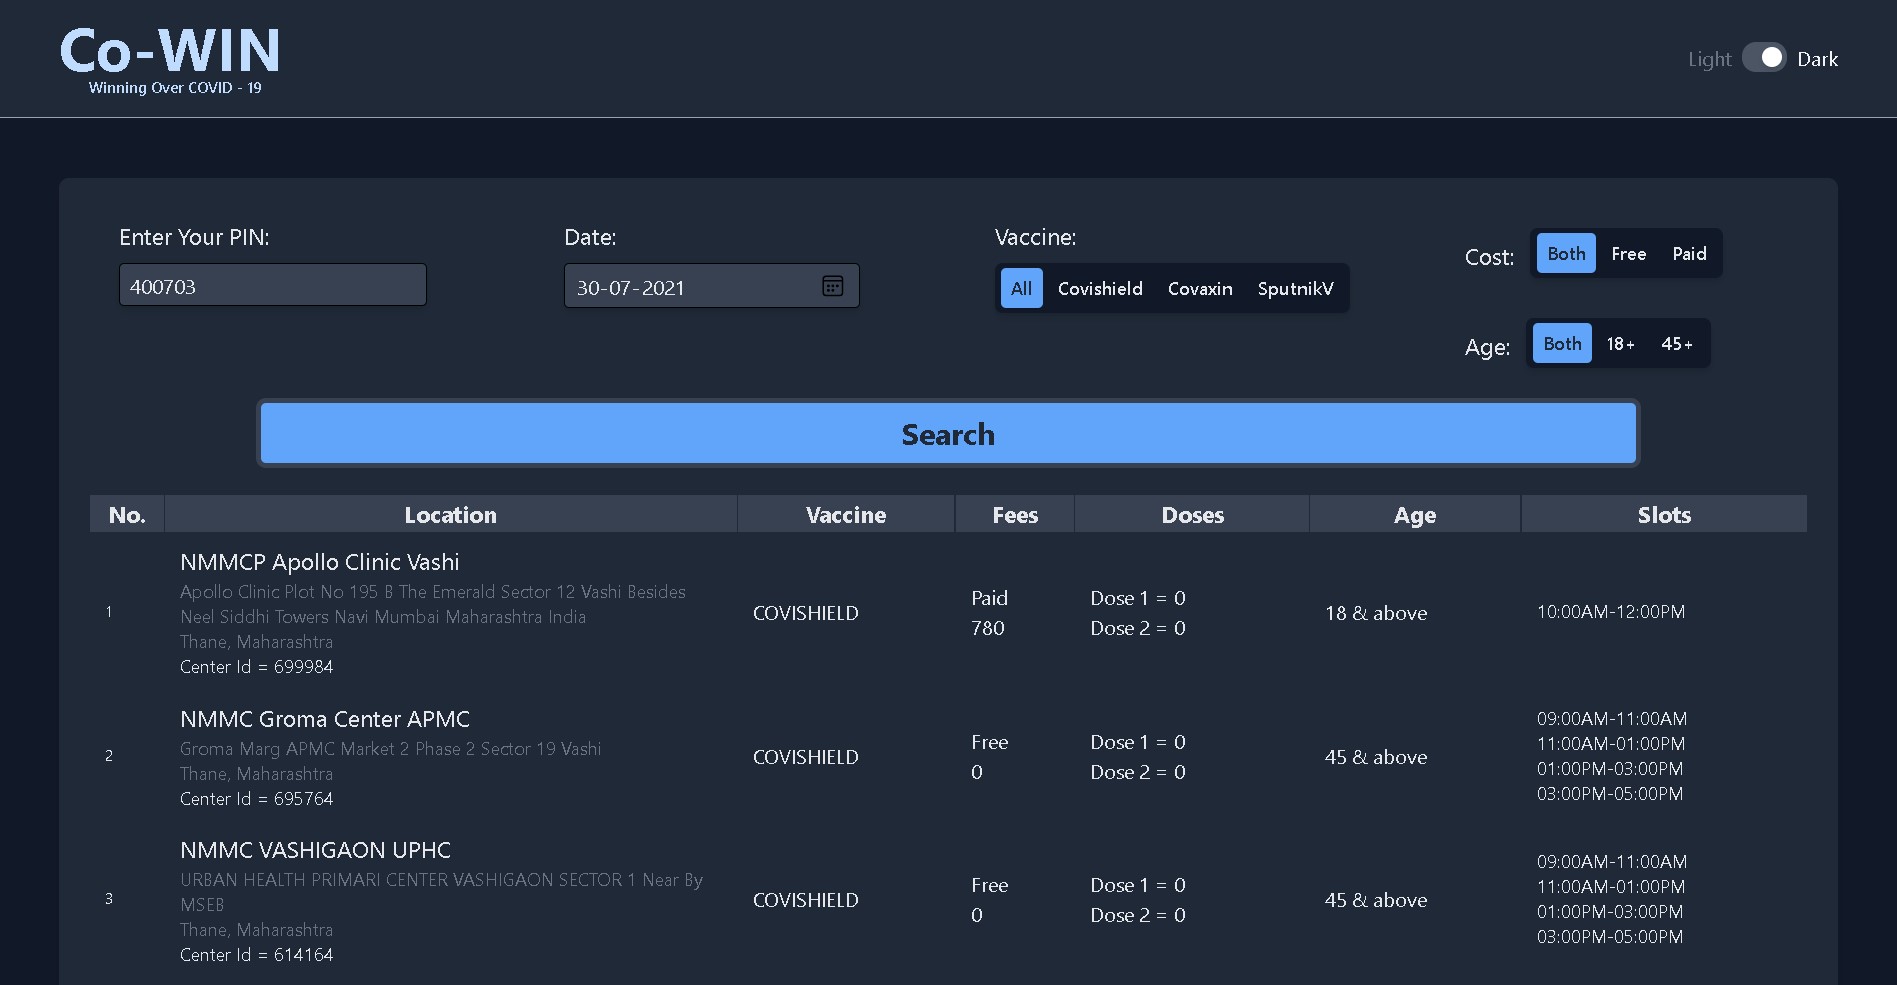 Co-WIN
Winning Over COVID - 19
Light Dark
Enter Your PIN:
400703
Date:
30-07-2021
Vaccine:
All Covishield Covaxin SputnikV
Cost: Both Free Paid
Age: Both 18+ 45+
Search
No. Location Vaccine Fees Doses Age Slots
1
NMMCP Apollo Clinic Vashi
Apollo Clinic Plot No 195 B The Emerald Sector 12 Vashi Besides
Neel Siddhi Towers Navi Mumbai Maharashtra India
Thane, Maharashtra
Center Id = 699984
COVISHIELD
Paid
780
Dose 1 = 0
Dose 2 = 0
18 & above
10:00AM-12:00PM
2
NMMC Groma Center APMC
Groma Marg APMC Market 2 Phase 2 Sector 19 Vashi
Thane, Maharashtra
Center Id = 695764
COVISHIELD
Free
0
Dose 1 = 0
Dose 2 = 0
45 & above
09:00AM-11:00AM
11:00AM-01:00PM
01:00PM-03:00PM
03:00PM-05:00PM
3
NMMC VASHIGAON UPHC
URBAN HEALTH PRIMARI CENTER VASHIGAON SECTOR 1 Near By
MSEB
Thane, Maharashtra
Center Id = 614164
COVISHIELD
Free
0
Dose 1 = 0
Dose 2 = 0
45 & above
09:00AM-11:00AM
11:00AM-01:00PM
01:00PM-03:00PM
03:00PM-05:00PM